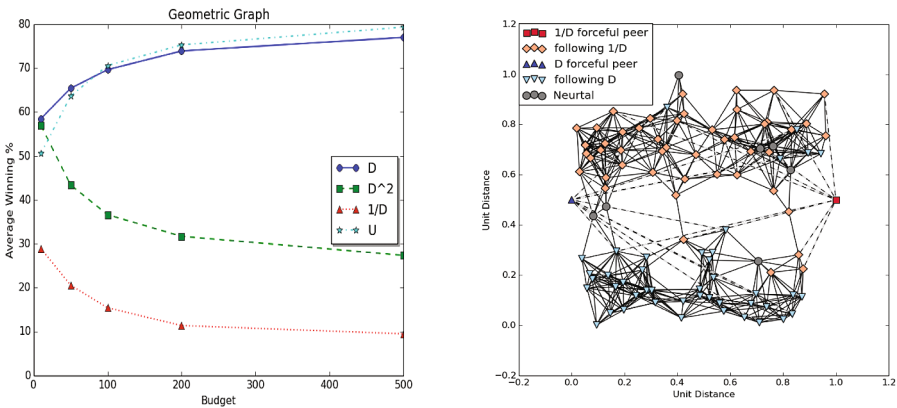 Geometric Graph
80
70
60
50
40
30
20
10
0
Average Winning %
D
D^2
1/D
U
0
100
200
300
400
500
Budget
1/D forceful peer
following 1/D
D forceful peer
following D
Neurtal
1.2
1.0
0.8
0.6
0.4
0.2
0.0
−0.2
Unit Distance
−0.2
0.0
0.2
0.4
0.6
0.8
1.0
1.2
Unit Distance